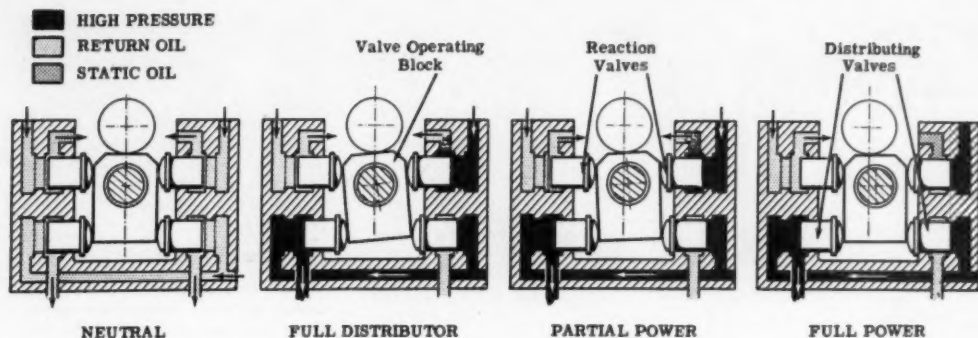 HIGH PRESSURE
RETURN OIL
STATIC OIL
Valve Operating
Block
Reaction
Valves
Distributing
Valves
NEUTRAL
FULL DISTRIBUTOR
PARTIAL POWER
FULL POWER